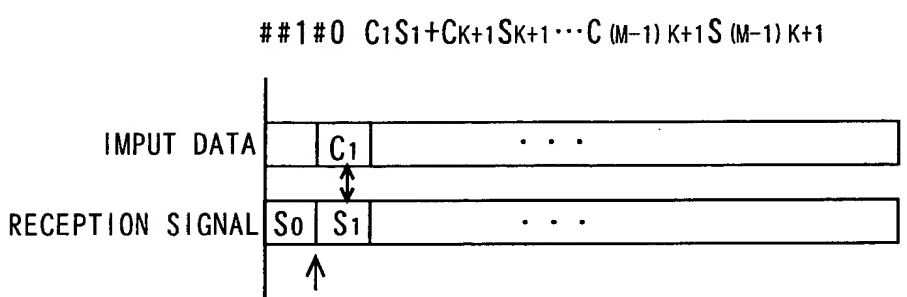 ##1#0 C1S1+CK+1SK+1···C (M-1) K+1S (M-1) K+1
IMPUT DATA C1 · · ·
RECEPTION SIGNAL S0 S1 · · ·